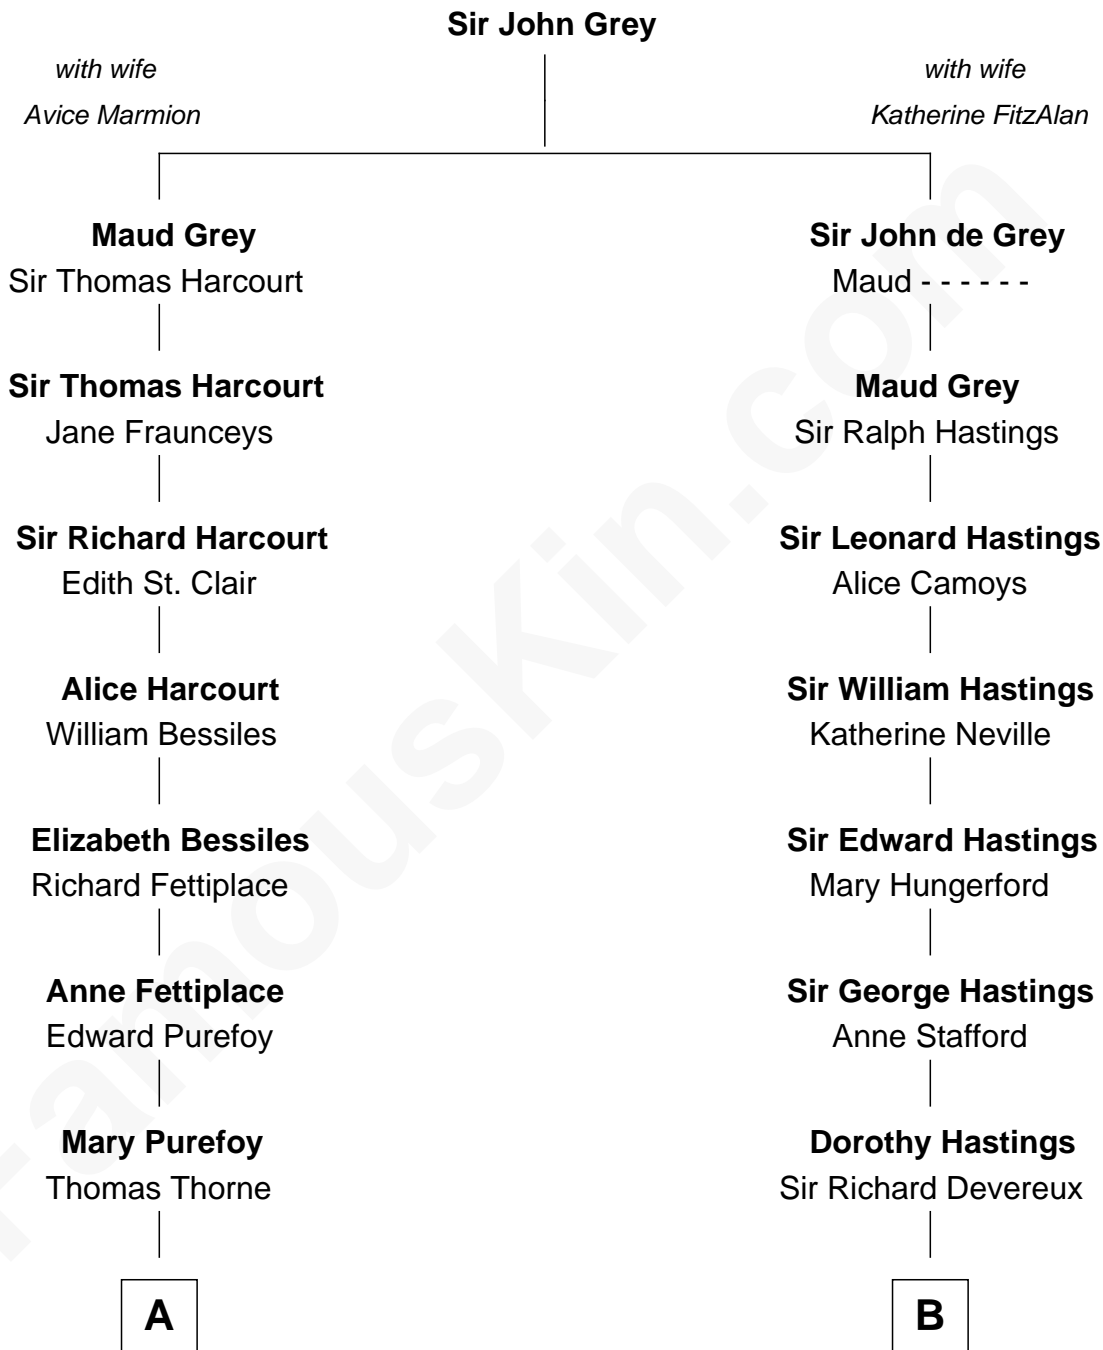 Sir John Grey
with wife
Avice Marmion
with wife
Katherine FitzAlan
Maud Grey
Sir Thomas Harcourt
Sir John de Grey
Maud - - - - - -
Sir Thomas Harcourt
Jane Fraunceys
Maud Grey
Sir Ralph Hastings
Sir Richard Harcourt
Edith St. Clair
Sir Leonard Hastings
Alice Camoys
Alice Harcourt
William Bessiles
Sir William Hastings
Katherine Neville
Elizabeth Bessiles
Richard Fettiplace
Sir Edward Hastings
Mary Hungerford
Anne Fettiplace
Edward Purefoy
Sir George Hastings
Anne Stafford
Mary Purefoy
Thomas Thorne
Dorothy Hastings
Sir Richard Devereux
A
B
FamousKin.com